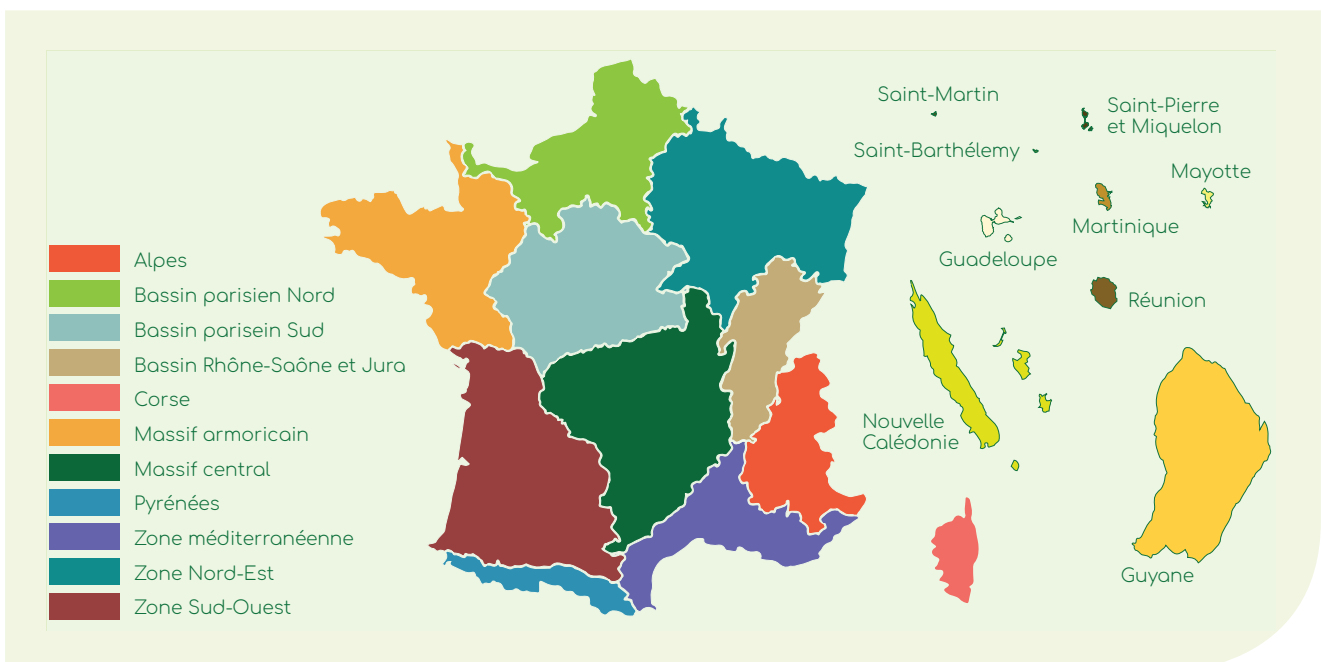 Alpes
Bassin parisien Nord
Bassin parisein Sud
Bassin Rhône-Saône et Jura
Corse
Massif armoricain
Massif central
Pyrénées
Zone méditerranéenne
Zone Nord-Est
Zone Sud-Ouest
Saint-Martin
Saint-Pierre
et Miquelon
Saint-Barthélemy
Mayotte
Martinique
Guadeloupe
Réunion
Nouvelle
Calédonie
Guyane